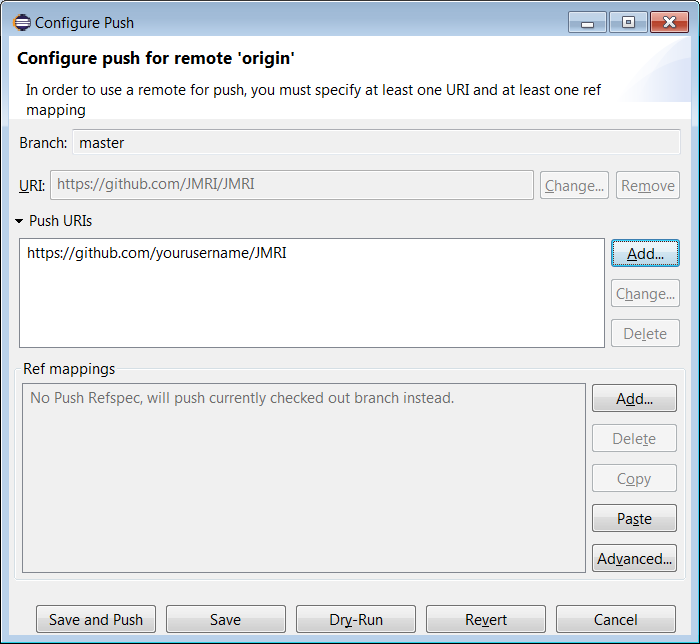 Configure Push
Configure push for remote 'origin'
In order to use a remote for push, you must specify at least one URI and at least one ref
mapping
Branch: master
URI: https://github.com/JMRI/JMRI Change... Remove
Push URIs
https://github.com/yourusername/JMRI Add...
Change...
Delete
Ref mappings
No Push Refspec, will push currently checked out branch instead. Add...
Delete
Copy
Paste
Advanced...
Save and Push Save Dry-Run Revert Cancel